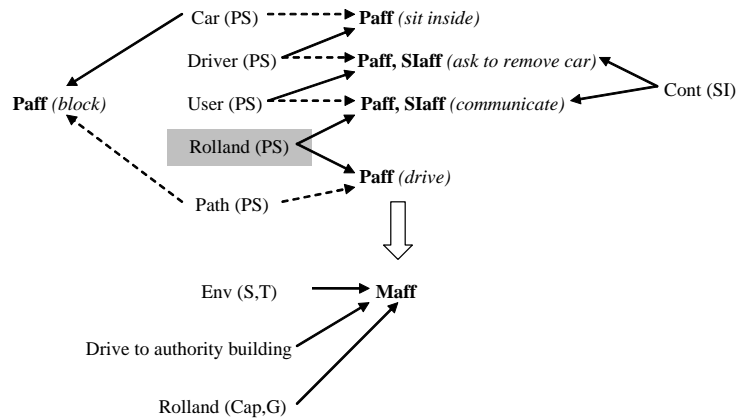 Car (PS) Paff (sit inside)
Driver (PS) Paff, SIaff (ask to remove car)
Cont (SI)
Paff (block) User (PS) Paff, SIaff (communicate)
Rolland (PS)
Paff (drive)
Path (PS)
Env (S,T) Maff
Drive to authority building
Rolland (Cap,G)